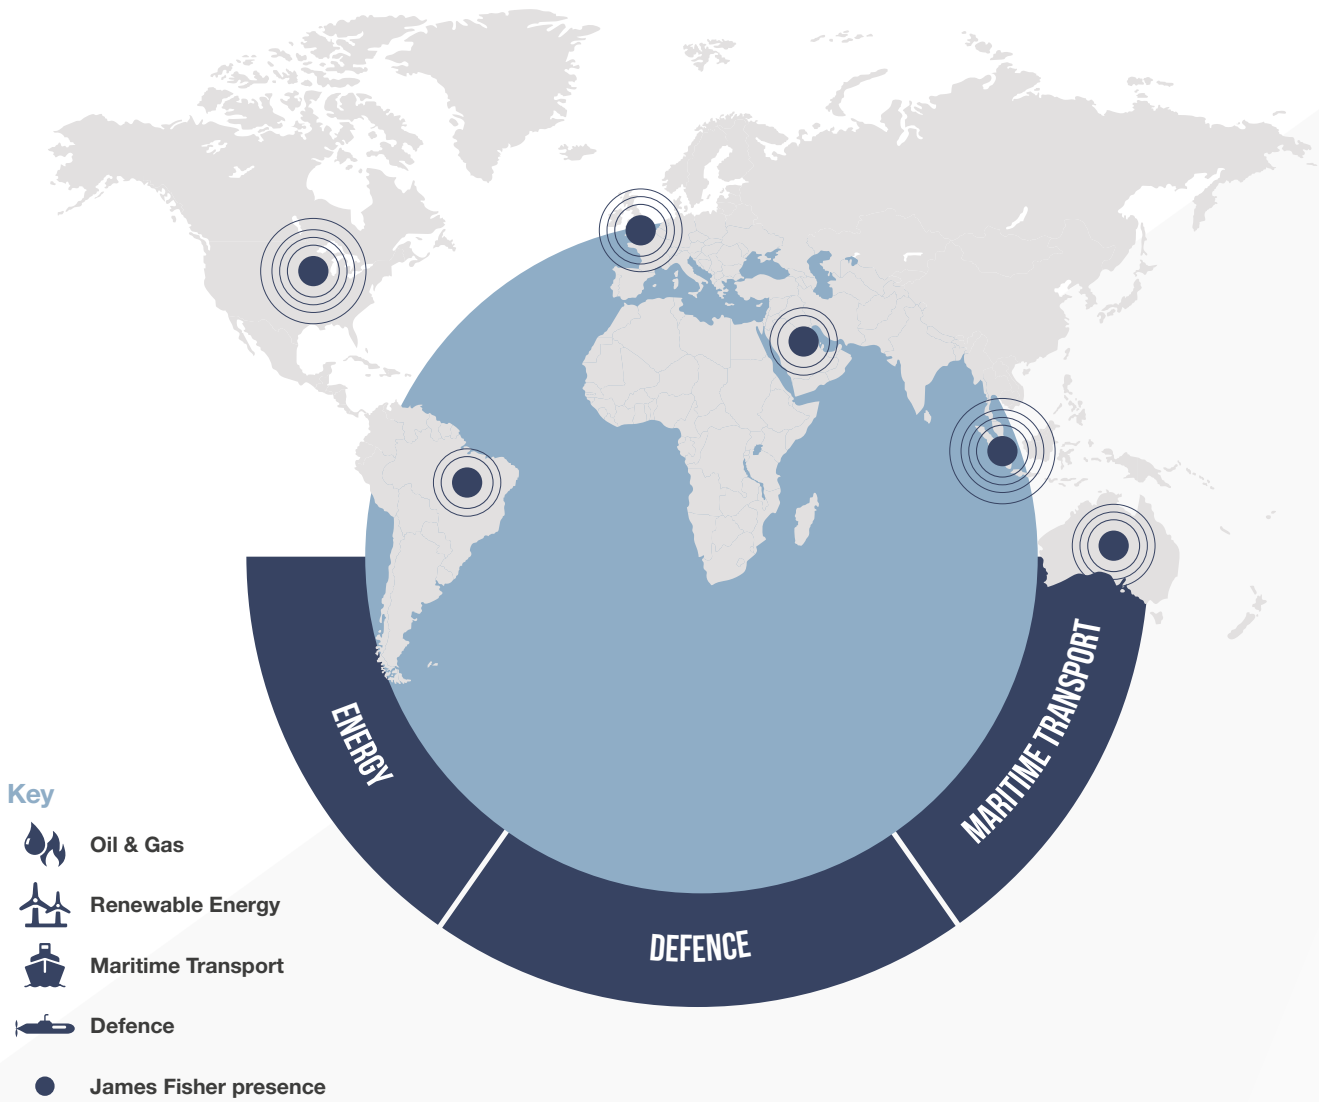 ENERGY
DEFENCE
MARITIME TRANSPORT
Key
Oil & Gas
Renewable Energy
Maritime Transport
Defence
James Fisher presence